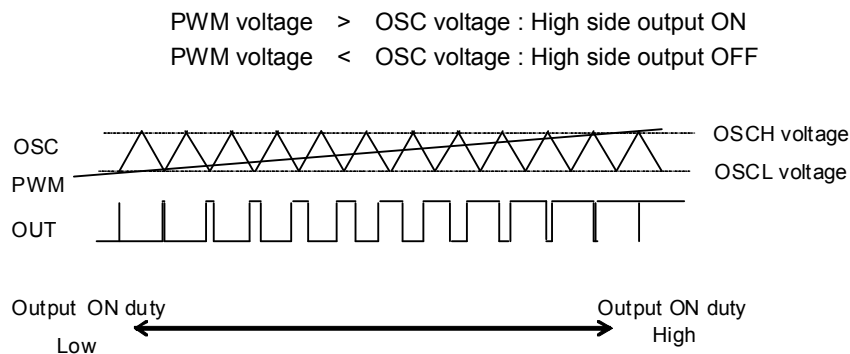 PWM voltage > OSC voltage : High side output ON
PWM voltage < OSC voltage : High side output OFF
OSCH voltage
OSC
OSCL voltage
PWM
OUT
Output ON duty
Low
Output ON duty
High